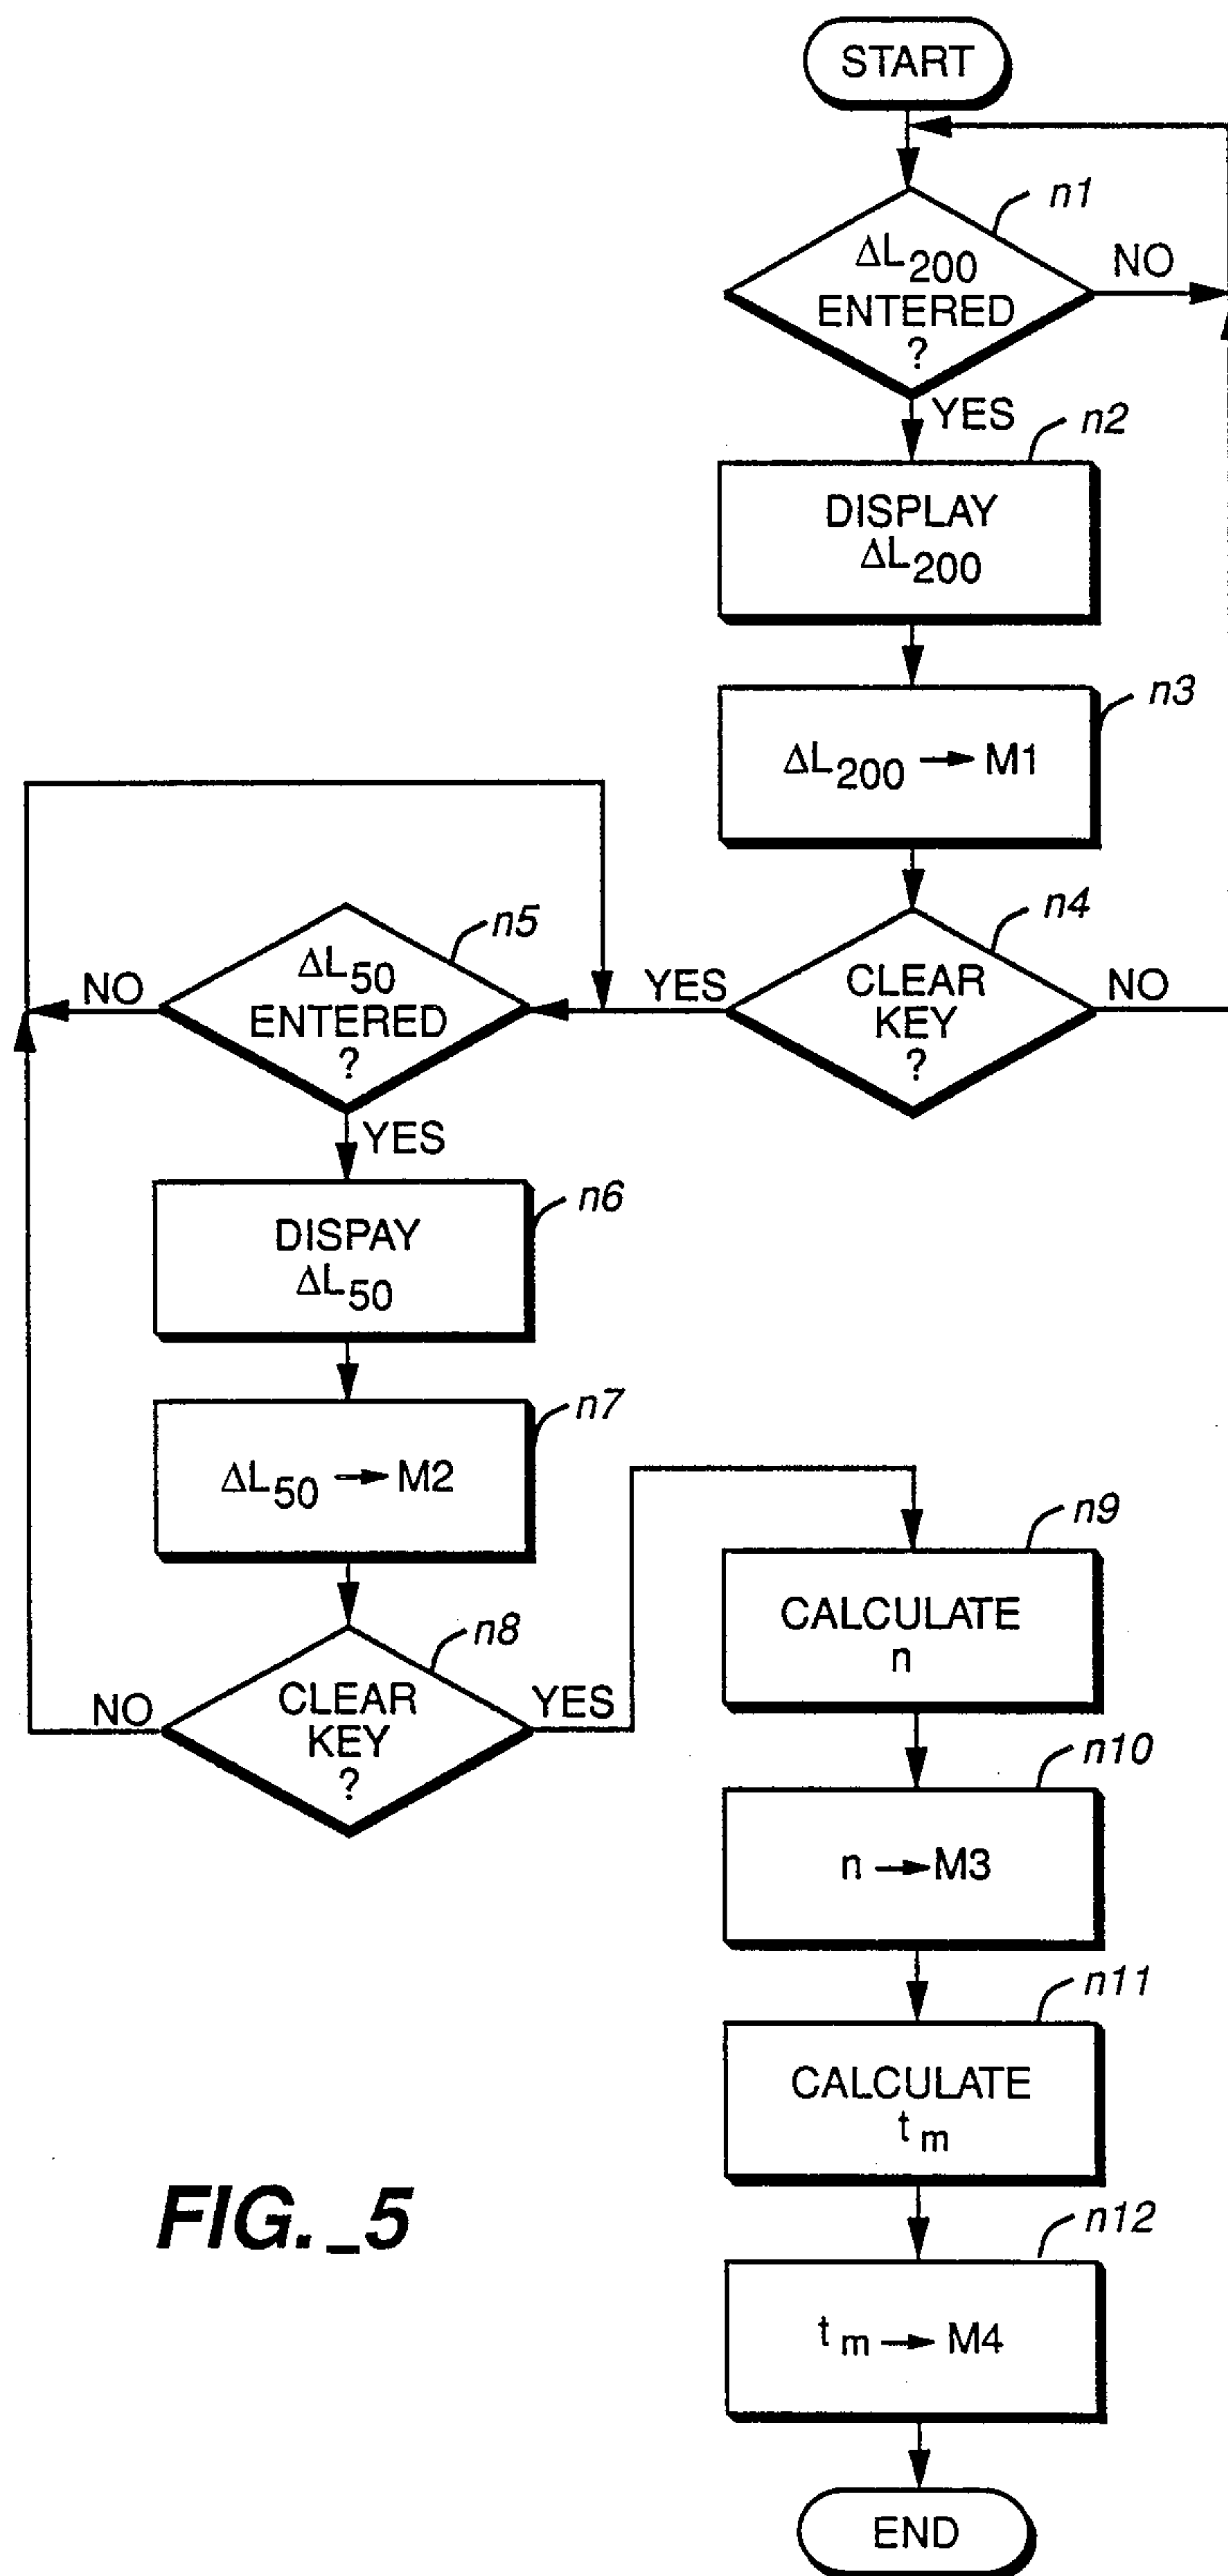 START
n1
ΔL200
ENTERED
?
NO
YES
n2
DISPLAY
ΔL200
n3
ΔL200 → M1
n4
CLEAR
KEY
?
NO
YES
n5
ΔL50
ENTERED
?
NO
YES
n6
DISPAY
ΔL50
n7
ΔL50 → M2
n8
CLEAR
KEY
?
NO
YES
n9
CALCULATE
n
n10
n → M3
n11
CALCULATE
tm
n12
tm → M4
END
FIG._5